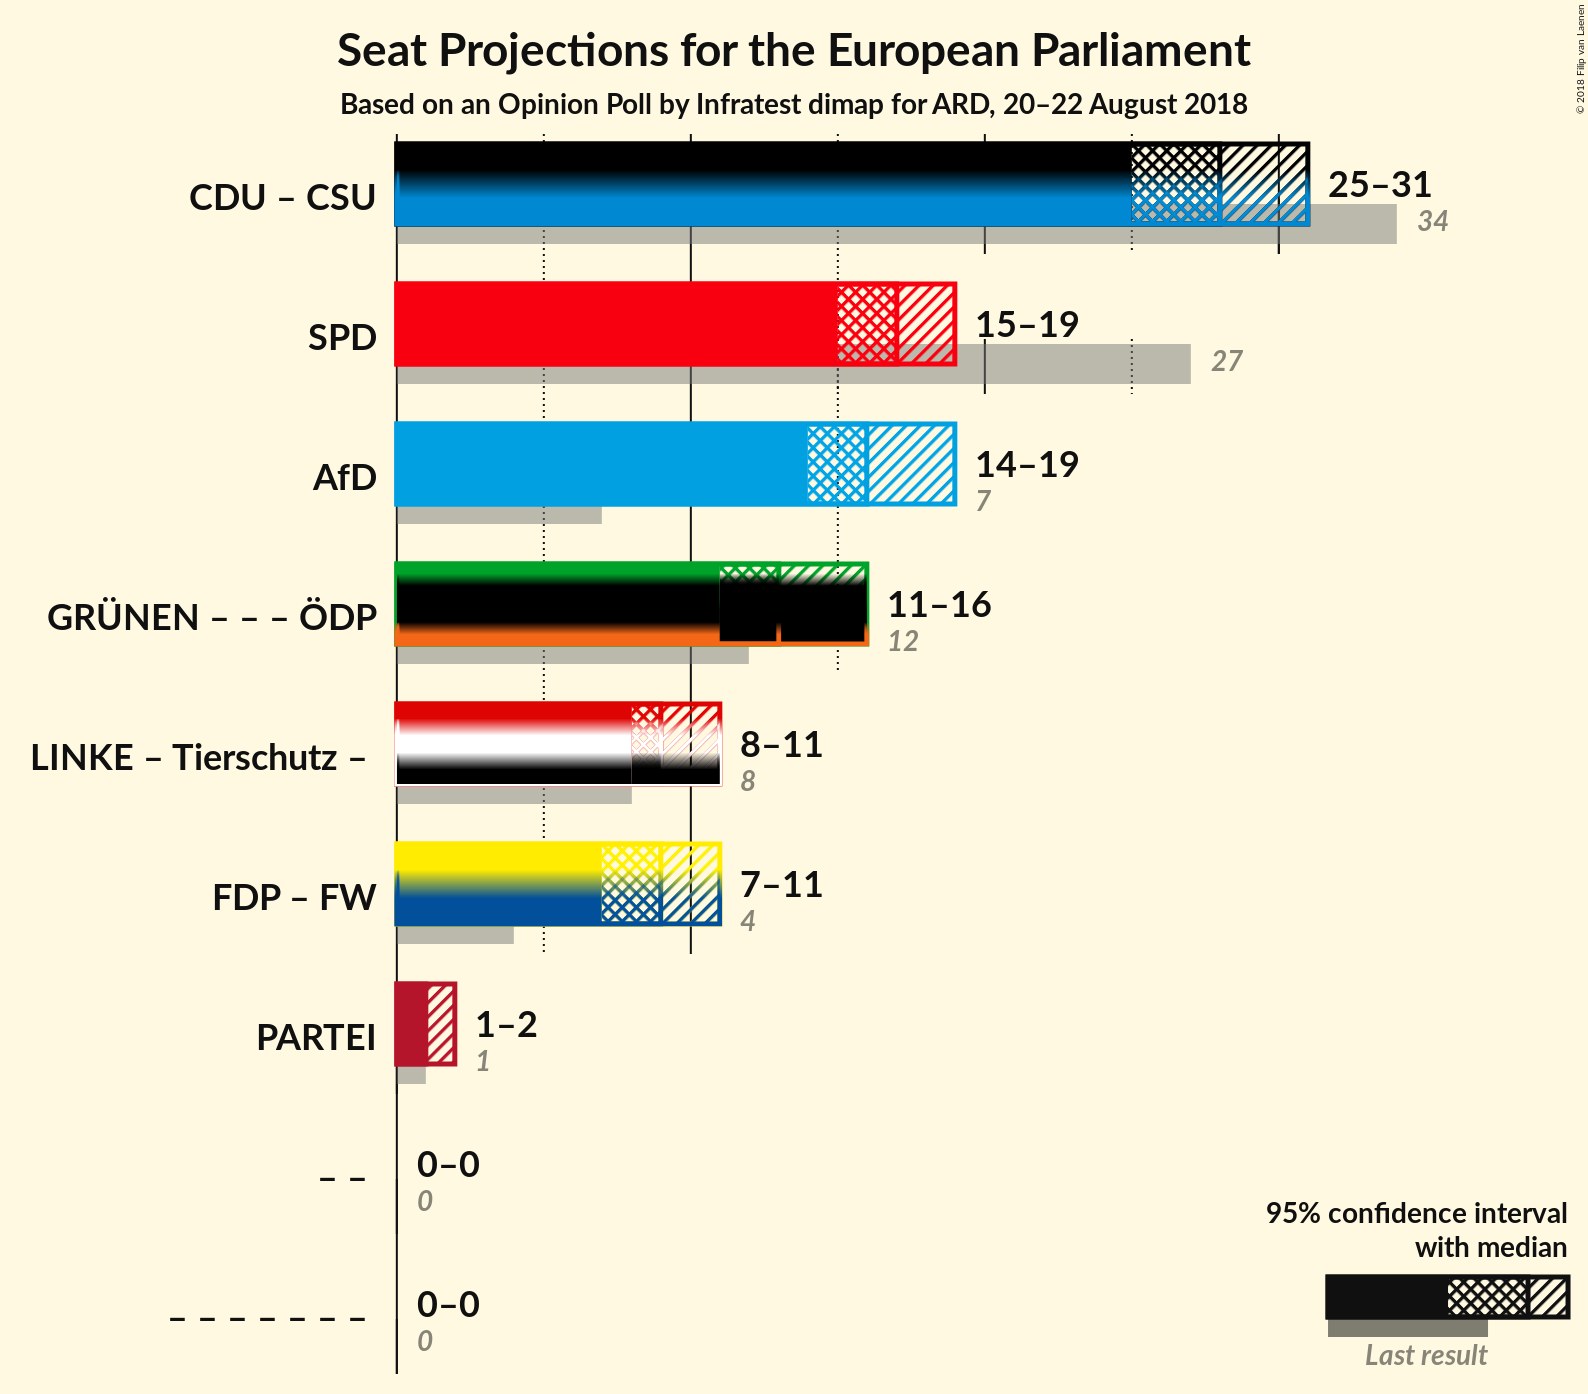 Seat Projections for the European Parliament
Based on an Opinion Poll by Infratest dimap for ARD, 20–22 August 2018
© 2018 Filip van Laenen
CDU – CSU
25–31
34
SPD
15–19
27
AfD
14–19
7
GRÜNEN – – – ÖDP
11–16
12
LINKE – Tierschutz –
8–11
8
FDP – FW
7–11
4
PARTEI
1–2
1
– –
0–0
0
– – – – – – –
0–0
0
95% confidence interval
with median
Last result